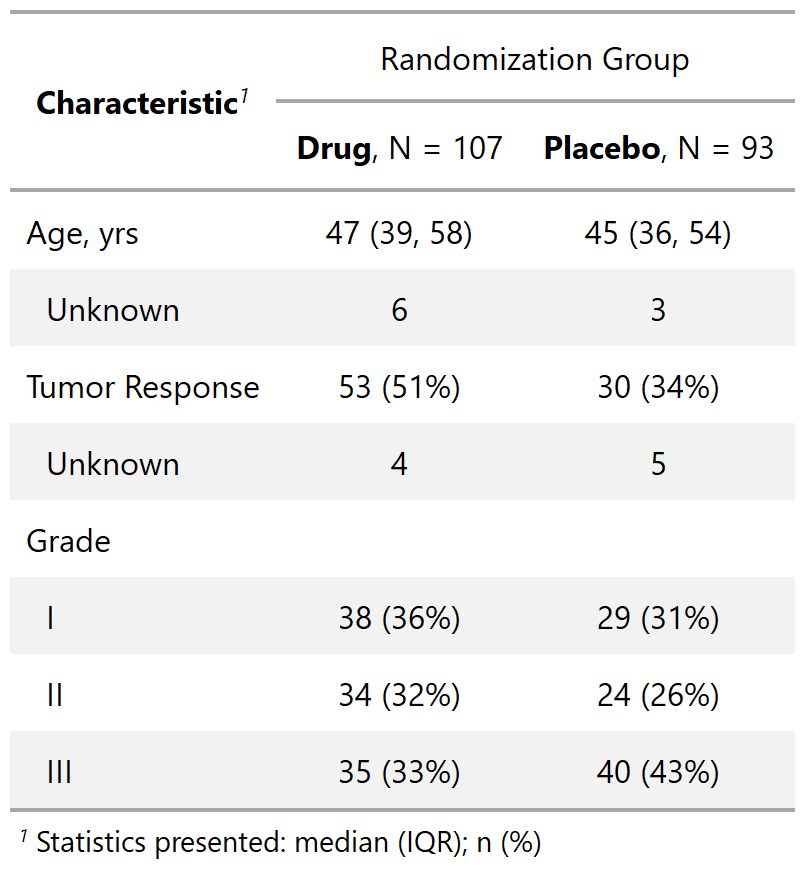 Randomization Group
Characteristic1
Drug, N = 107 Placebo, N = 93
Age, yrs 47 (39, 58) 45 (36, 54)
Unknown 6 3
Tumor Response 53 (51%) 30 (34%)
Unknown 4 5
Grade
I 38 (36%) 29 (31%)
II 34 (32%) 24 (26%)
III 35 (33%) 40 (43%)
1 Statistics presented: median (IQR); n (%)